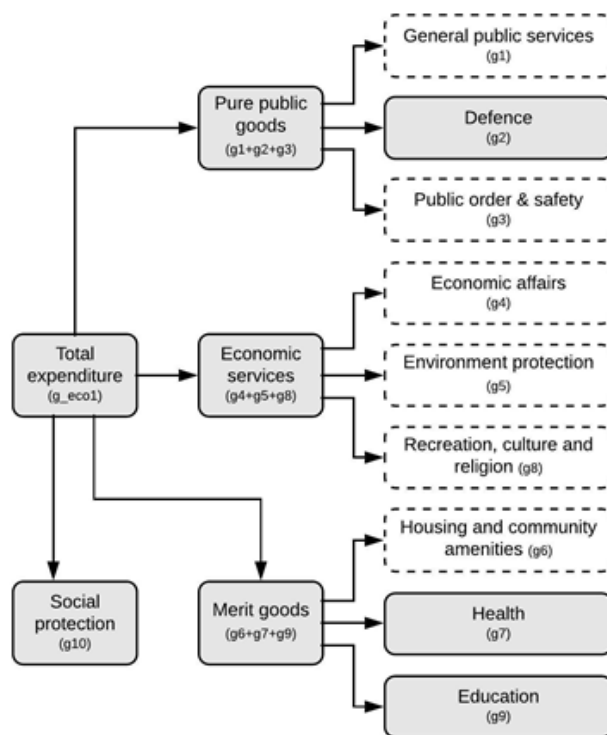 General public services
(g1)
Pure public
goods
(g1+g2+g3)
Defence
(g2)
Public order & safety
(g3)
Economic affairs
(g4)
Total
expenditure
(g_eco1)
Economic
services
(g4+g5+g8)
Environment protection
(g5)
Recreation, culture and
religion (g8)
Housing and community
amenities (g6)
Social
protection
(g10)
Merit goods
(g6+g7+g9)
Health
(g7)
Education
(g9)